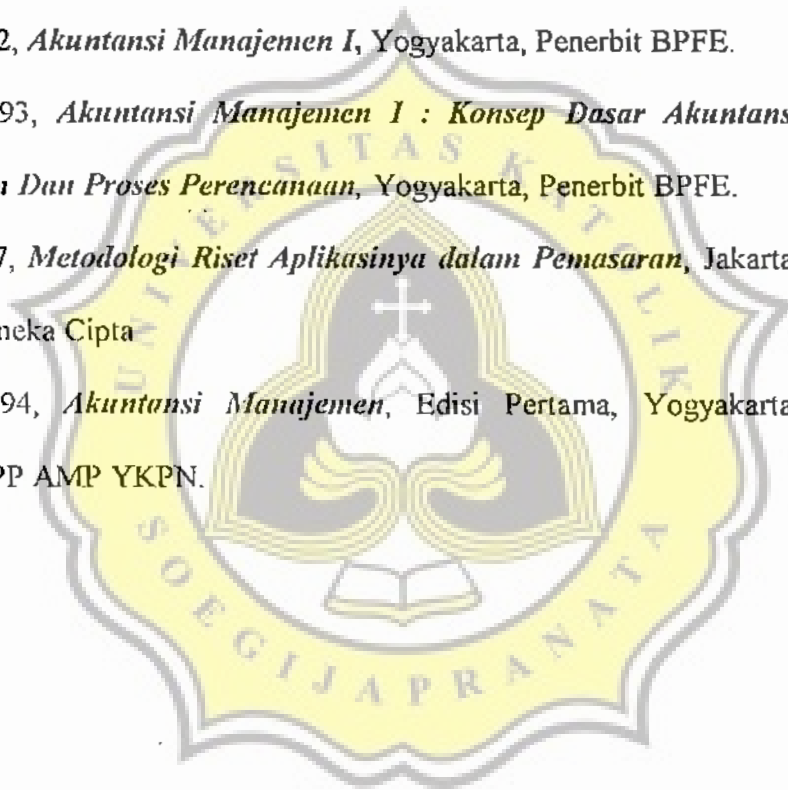 2, Akuntansi Manajemen I, Yogyakarta, Penerbit BPFE.
93, Akuntansi Manajemen I : Konsep Dasar Akuntans
Dan Proses Perencanaan, Yogyakarta, Penerbit BPFE.
7, Metodologi Riset Aplikasinya dalam Pemasaran, Jakarta
neka Cipta
94, Akuntansi Manajemen, Edisi Pertama, Yogyakarta
PP AMP YKPN.
UNIVERSITAS KATOLIK
SOEGIJAPRANATA